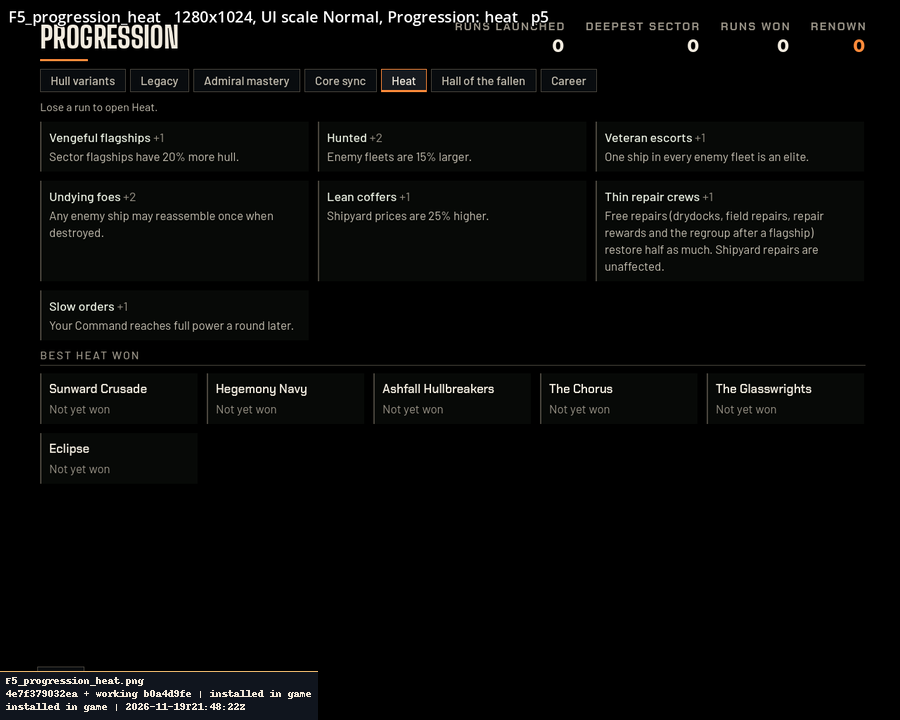 F5_progression_heat 1280x1024, UI scale Normal, Progression: heat p5
PROGRESSION
RUNS LAUNCHED DEEPEST SECTOR RUNS WON RENOWN
0 0 0 0
Hull variants Legacy Admiral mastery Core sync Heat Hall of the fallen Career
Lose a run to open Heat.
Vengeful flagships +1
Sector flagships have 20% more hull.
Hunted +2
Enemy fleets are 15% larger.
Veteran escorts +1
One ship in every enemy fleet is an elite.
Undying foes +2
Any enemy ship may reassemble once when
destroyed.
Lean coffers +1
Shipyard prices are 25% higher.
Thin repair crews +1
Free repairs (drydocks, field repairs, repair
rewards and the regroup after a flagship)
restore half as much. Shipyard repairs are
unaffected.
Slow orders +1
Your Command reaches full power a round later.
BEST HEAT WON
Sunward Crusade
Not yet won
Hegemony Navy
Not yet won
Ashfall Hullbreakers
Not yet won
The Chorus
Not yet won
The Glasswrights
Not yet won
Eclipse
Not yet won
F5_progression_heat.png
4e7f379032ea + working b0a4d9fe | installed in game
installed in game | 2026-11-19T21:48:22Z